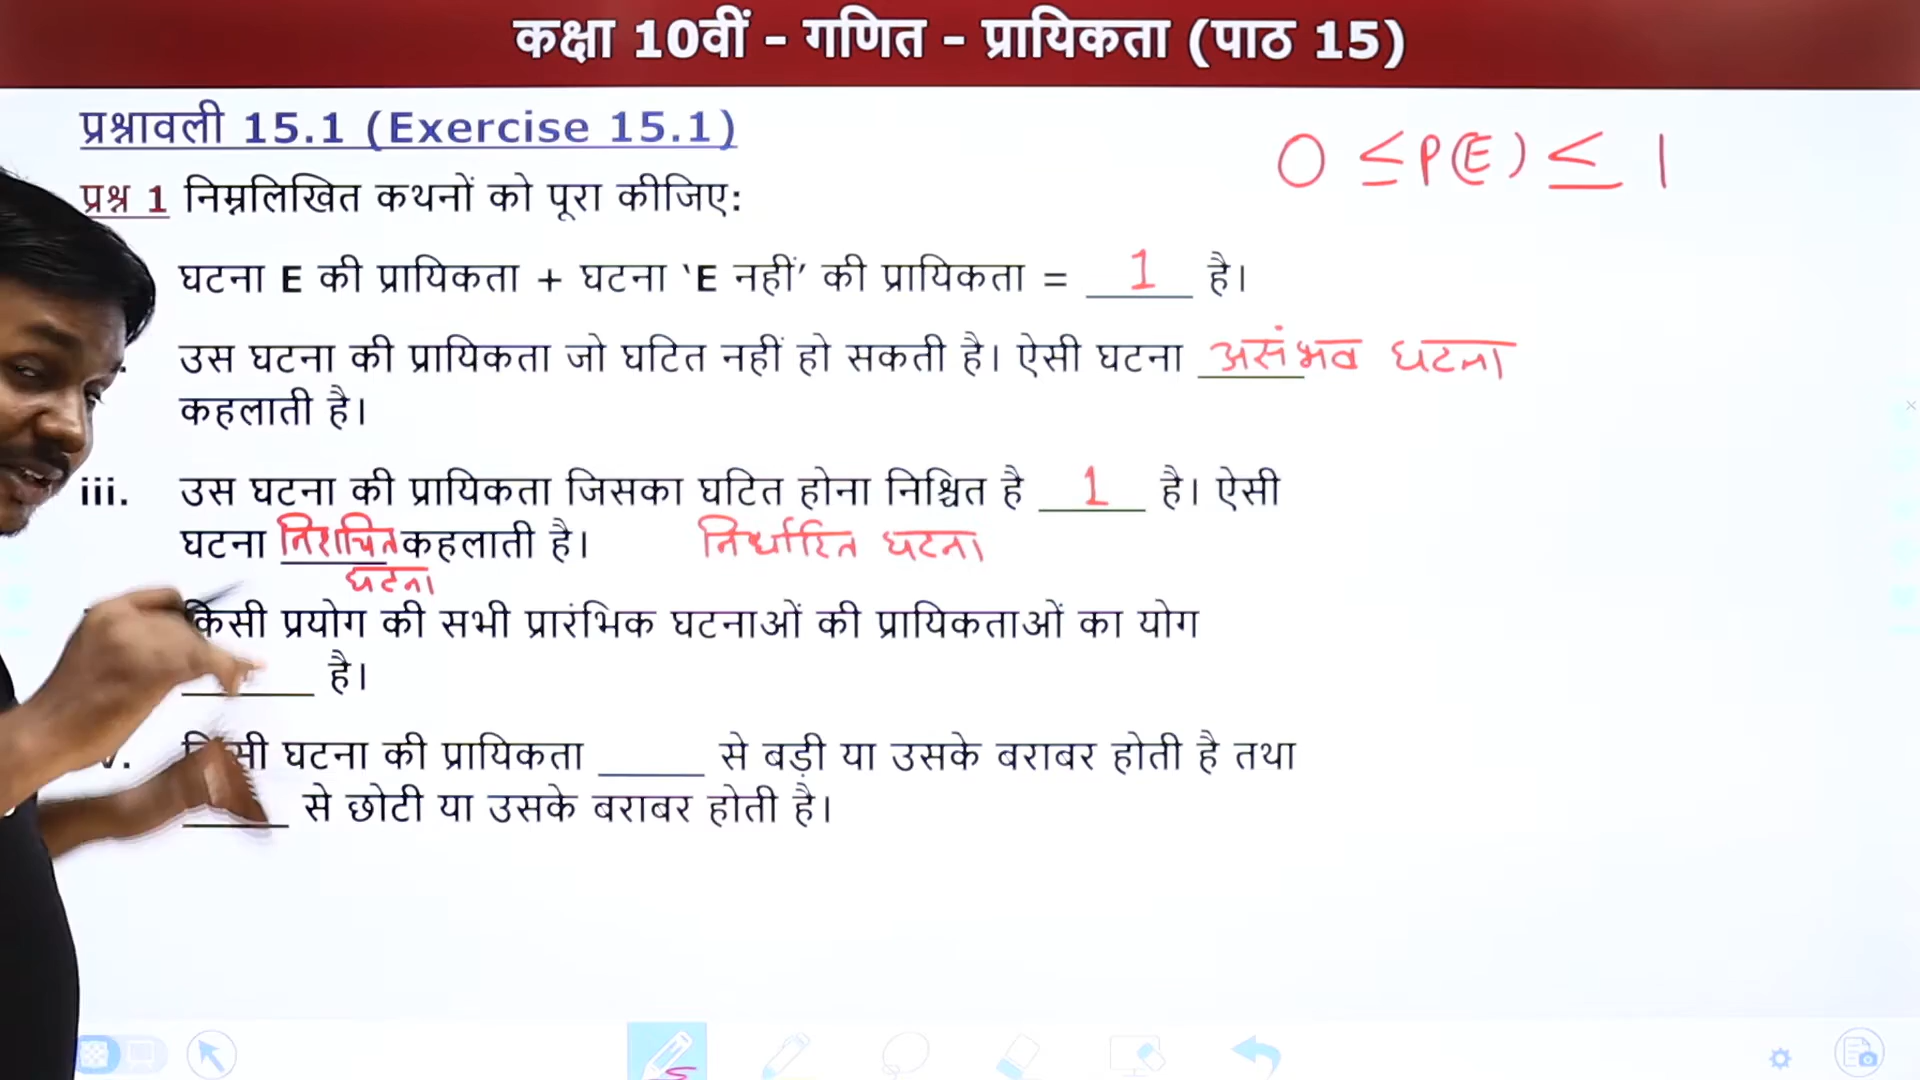 कक्षा 10वीं - गणित - प्रायिकता (पाठ 15)
प्रश्नावली 15.1 (Exercise 15.1)
0 ≤ P(E) ≤ 1
प्रश्न 1 निम्नलिखित कथनों को पूरा कीजिए:
घटना E की प्रायिकता + घटना ‘E नहीं’ की प्रायिकता = 1 है।
उस घटना की प्रायिकता जो घटित नहीं हो सकती है। ऐसी घटना असंभव घटना
कहलाती है।
iii. उस घटना की प्रायिकता जिसका घटित होना निश्चित है 1 है। ऐसी
घटना कहलाती है। निर्धारित घटना
घटना
किसी प्रयोग की सभी प्रारंभिक घटनाओं की प्रायिकताओं का योग
______ है।
v. किसी घटना की प्रायिकता _____ से बड़ी या उसके बराबर होती है तथा
_____ से छोटी या उसके बराबर होती है।